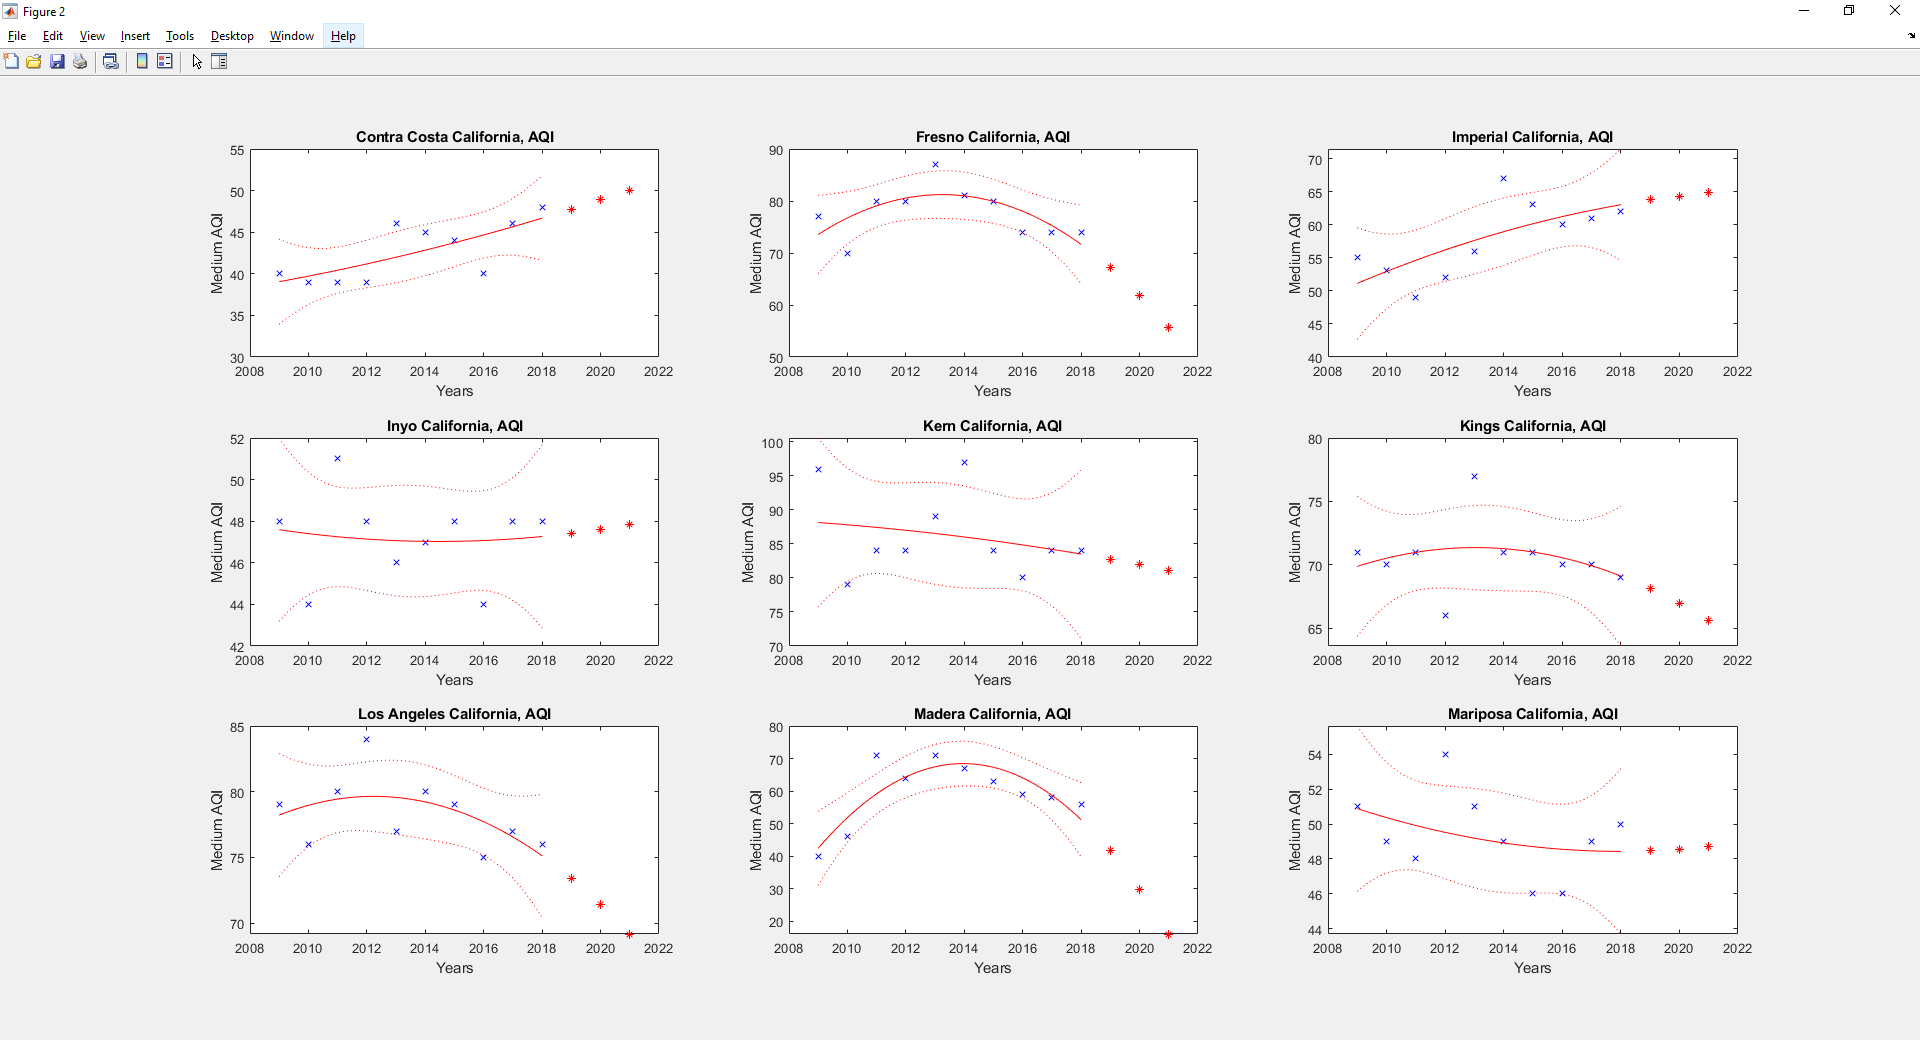 Figure 2
File Edit View Insert Tools Desktop Window Help
Contra Costa California, AQI
Medium AQI
55
50
45
40
35
30
2008 2010 2012 2014 2016 2018 2020 2022
Years
Fresno California, AQI
Medium AQI
90
80
70
60
50
2008 2010 2012 2014 2016 2018 2020 2022
Years
Imperial California, AQI
Medium AQI
70
65
60
55
50
45
40
2008 2010 2012 2014 2016 2018 2020 2022
Years
Inyo California, AQI
Medium AQI
52
50
48
46
44
42
2008 2010 2012 2014 2016 2018 2020 2022
Years
Kern California, AQI
Medium AQI
100
95
90
85
80
75
70
2008 2010 2012 2014 2016 2018 2020 2022
Years
Kings California, AQI
Medium AQI
80
75
70
65
2008 2010 2012 2014 2016 2018 2020 2022
Years
Los Angeles California, AQI
Medium AQI
85
80
75
70
2008 2010 2012 2014 2016 2018 2020 2022
Years
Madera California, AQI
Medium AQI
80
70
60
50
40
30
20
2008 2010 2012 2014 2016 2018 2020 2022
Years
Mariposa California, AQI
Medium AQI
54
52
50
48
46
44
2008 2010 2012 2014 2016 2018 2020 2022
Years